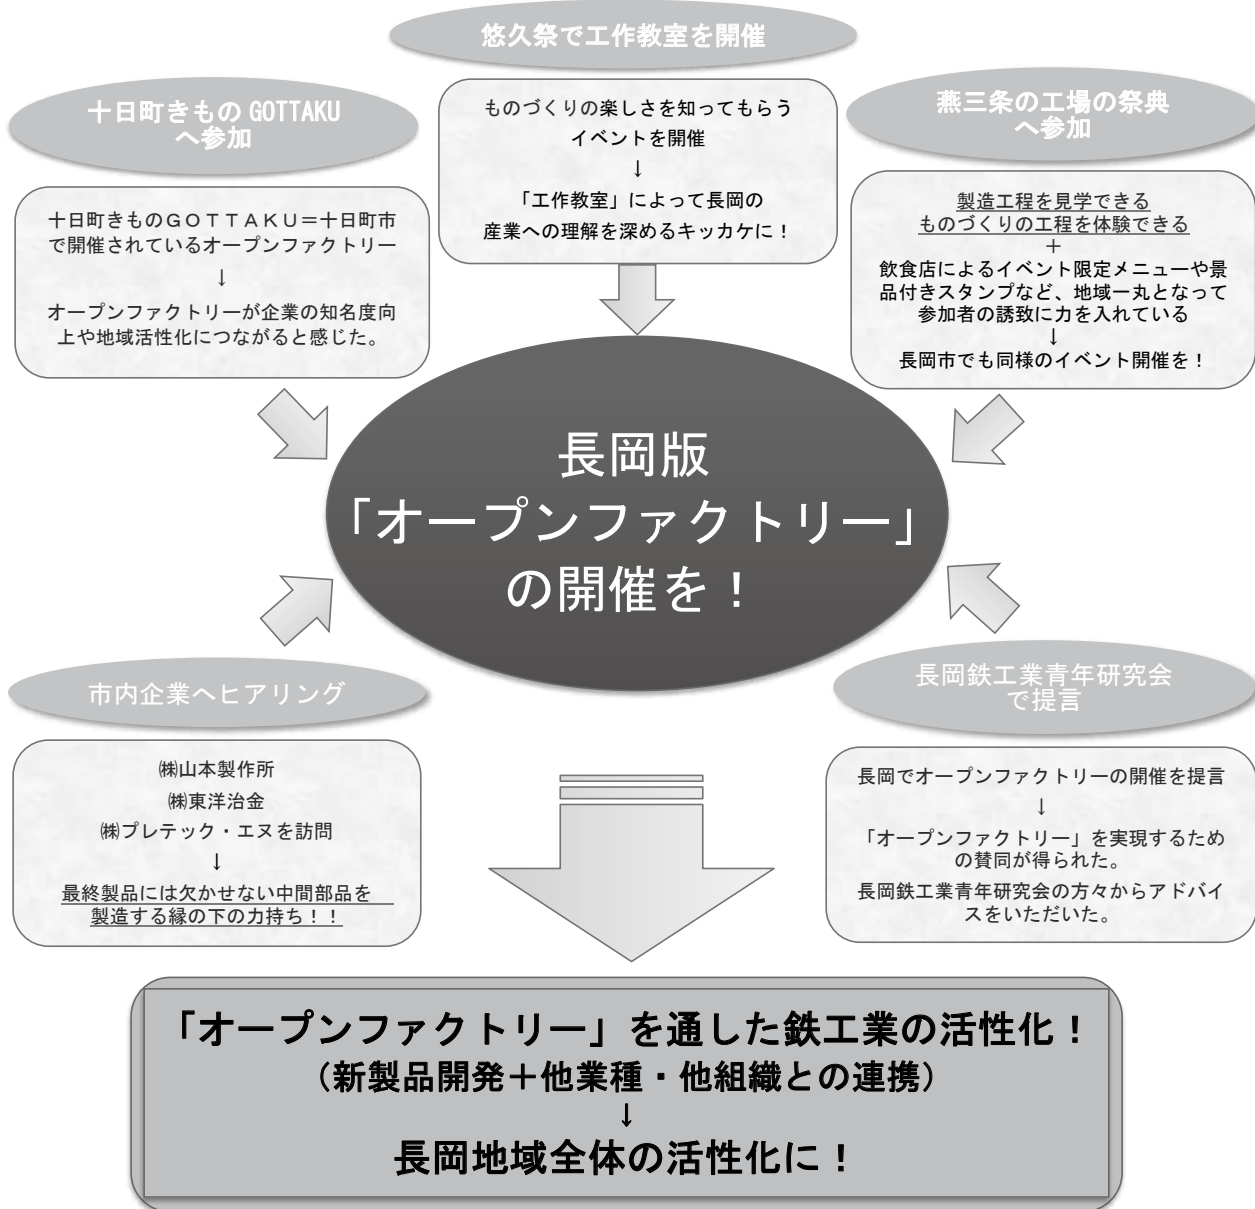 悠久祭で工作教室を開催
ものづくりの楽しさを知ってもらう
イベントを開催
↓
「工作教室」によって長岡の
産業への理解を深めるキッカケに!
十日町きもの GOTTAKU
へ参加
十日町きものGOTTAKU=十日町市
で開催されているオープンファクトリー
↓
オープンファクトリーが企業の知名度向
上や地域活性化につながると感じた。
燕三条の工場の祭典
へ参加
製造工程を見学できる
ものづくりの工程を体験できる
+
飲食店によるイベント限定メニューや景
品付きスタンプなど、地域一丸となって
参加者の誘致に力を入れている
↓
長岡市でも同様のイベント開催を!
長岡版
「オープンファクトリー」
の開催を!
市内企業へヒアリング
㈱山本製作所
㈱東洋治金
㈱プレテック・エヌを訪問
↓
最終製品には欠かせない中間部品を
製造する縁の下の力持ち!!
長岡鉄工業青年研究会
で提言
長岡でオープンファクトリーの開催を提言
↓
「オープンファクトリー」を実現するため
の賛同が得られた。
長岡鉄工業青年研究会の方々からアドバイ
スをいただいた。
「オープンファクトリー」を通した鉄工業の活性化!
(新製品開発+他業種・他組織との連携)
↓
長岡地域全体の活性化に!